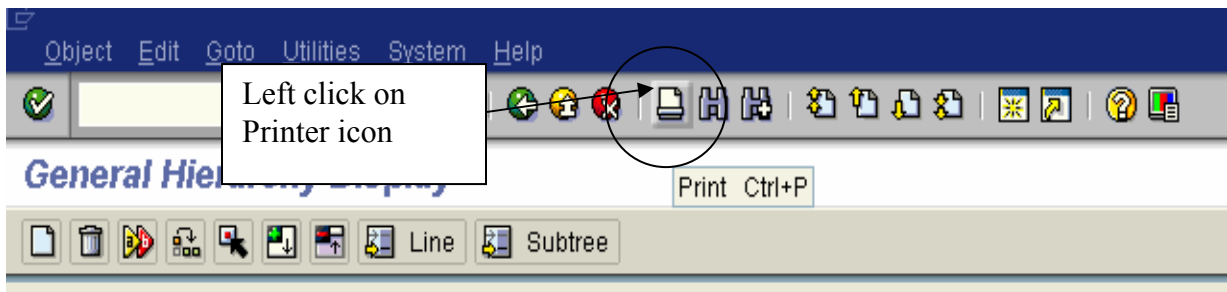 Object Edit Goto Utilities System Help
Left click on
Printer icon
General Hierarchy Display
Print Ctrl+P
Line Subtree